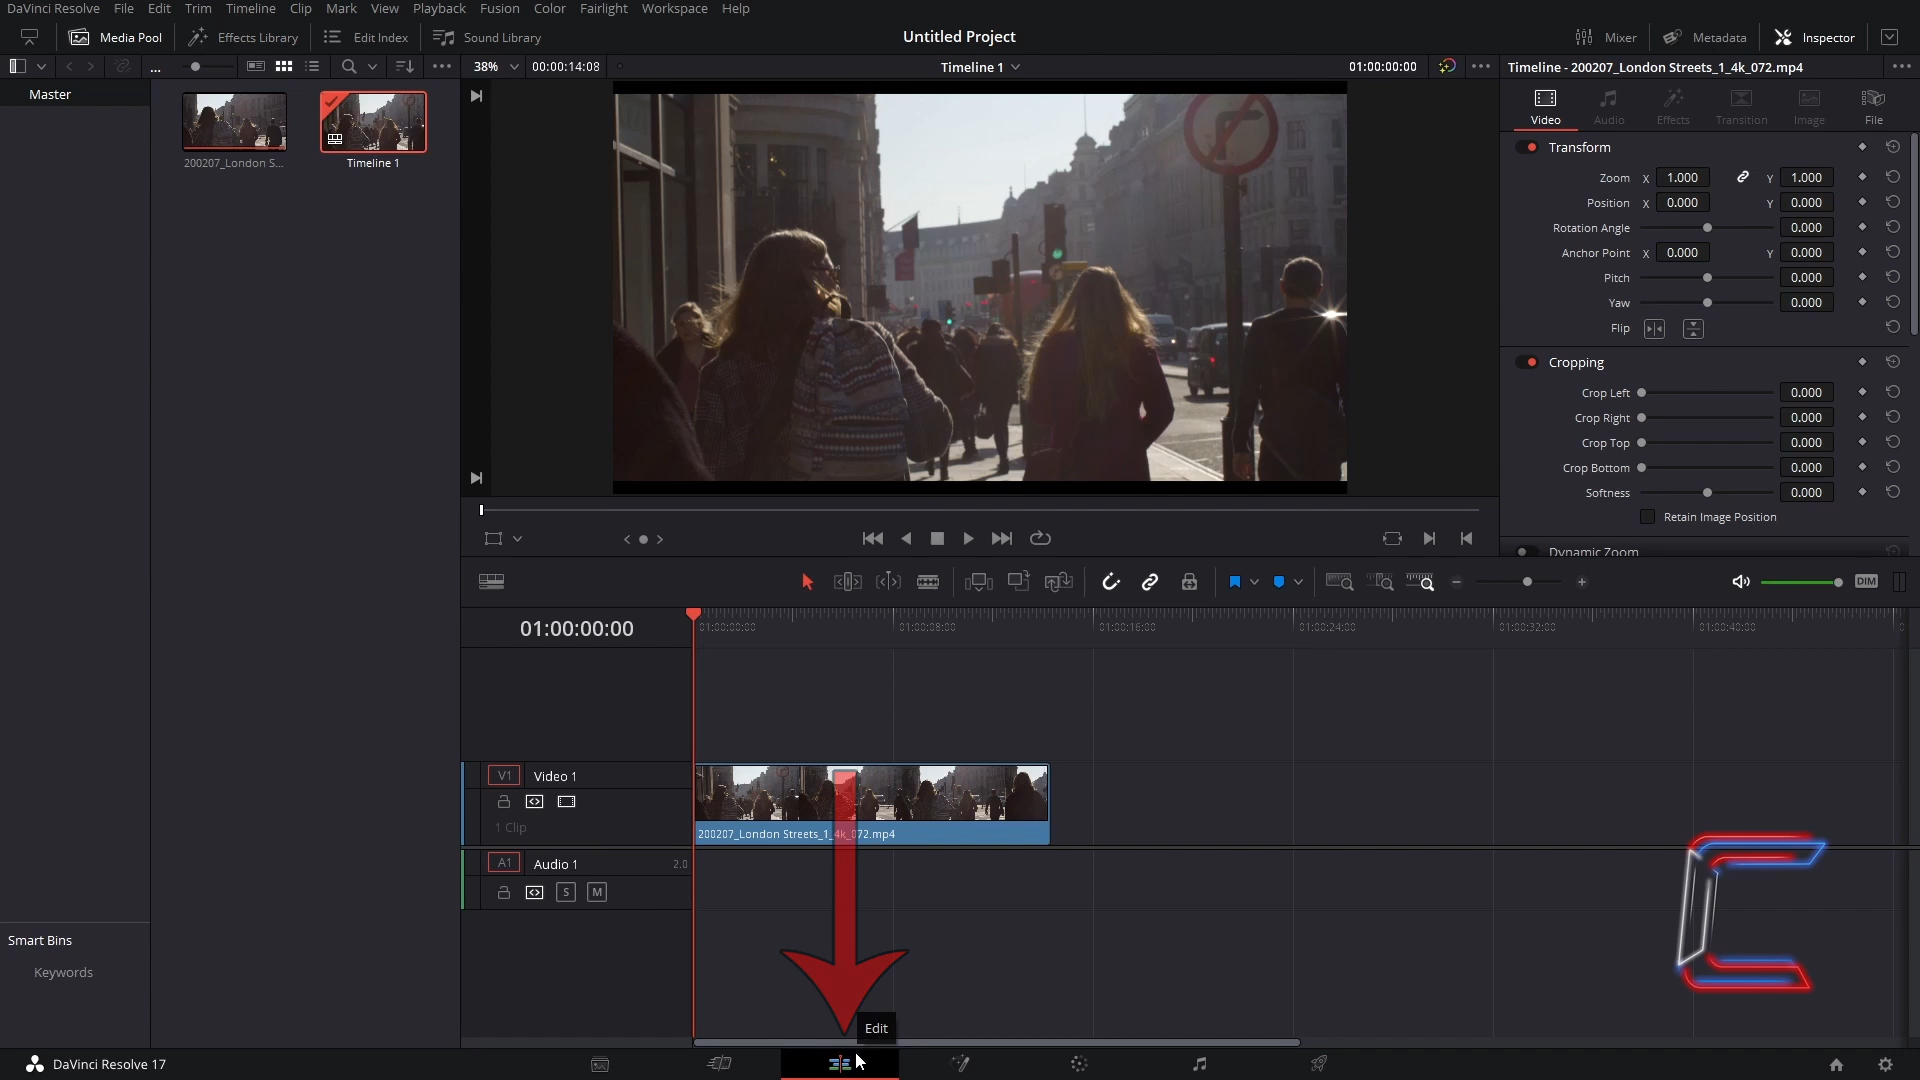 DaVinci Resolve File Edit Trim Timeline Clip Mark View Playback Fusion Color Fairlight Workspace Help
Media Pool Effects Library Edit Index Sound Library Untitled Project Mixer Metadata Inspector
... 38% 00:00:14:08 Timeline 1 01:00:00:00 Timeline - 200207_London Streets_1_4k_072.mp4
Master
200207_London S...
Timeline 1
Video Audio Effects Transition Image File
Transform
Zoom X 1.000 Y 1.000
Position X 0.000 Y 0.000
Rotation Angle 0.000
Anchor Point X 0.000 Y 0.000
Pitch 0.000
Yaw 0.000
Flip
Cropping
Crop Left 0.000
Crop Right 0.000
Crop Top 0.000
Crop Bottom 0.000
Softness 0.000
Retain Image Position
Dynamic Zoom
DIM
01:00:00:00
01:00:00:00 01:00:08:00 01:00:16:00 01:00:24:00 01:00:32:00 01:00:40:00
V1 Video 1
1 Clip
200207_London Streets_1_4k_072.mp4
A1 Audio 1 2.0
S M
Smart Bins
Keywords
Edit
DaVinci Resolve 17